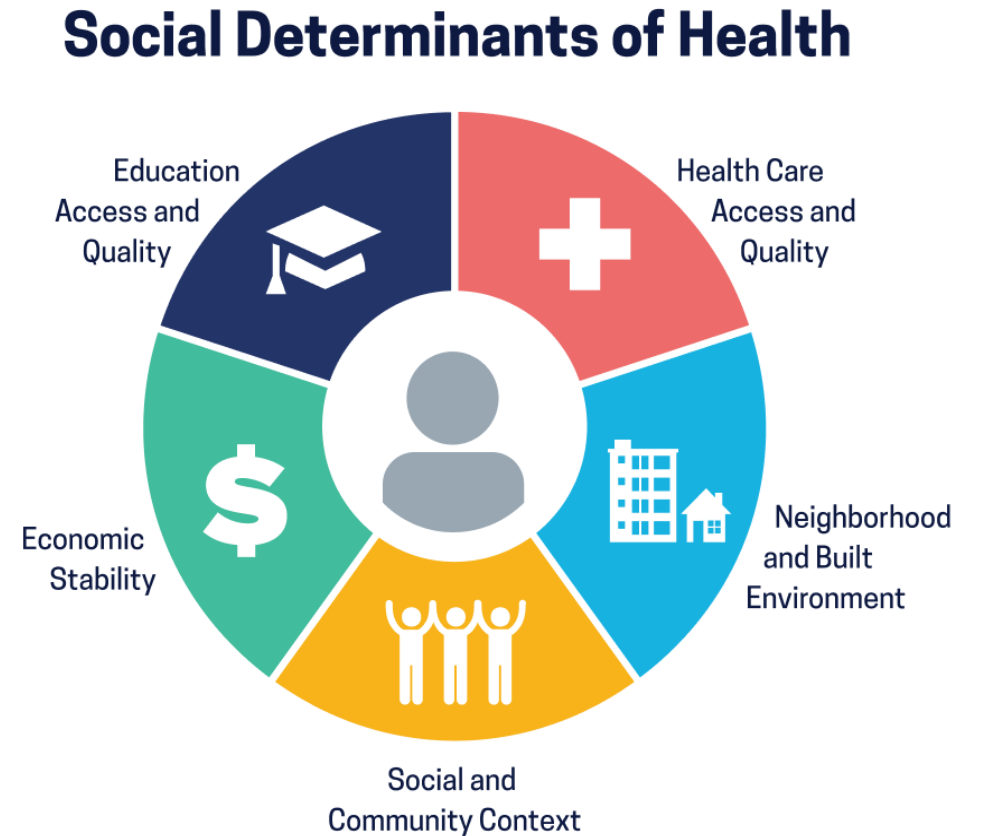 Social Determinants of Health
Education
Access and
Quality
Health Care
Access and
Quality
Economic
Stability
Neighborhood
and Built
Environment
Social and
Community Context